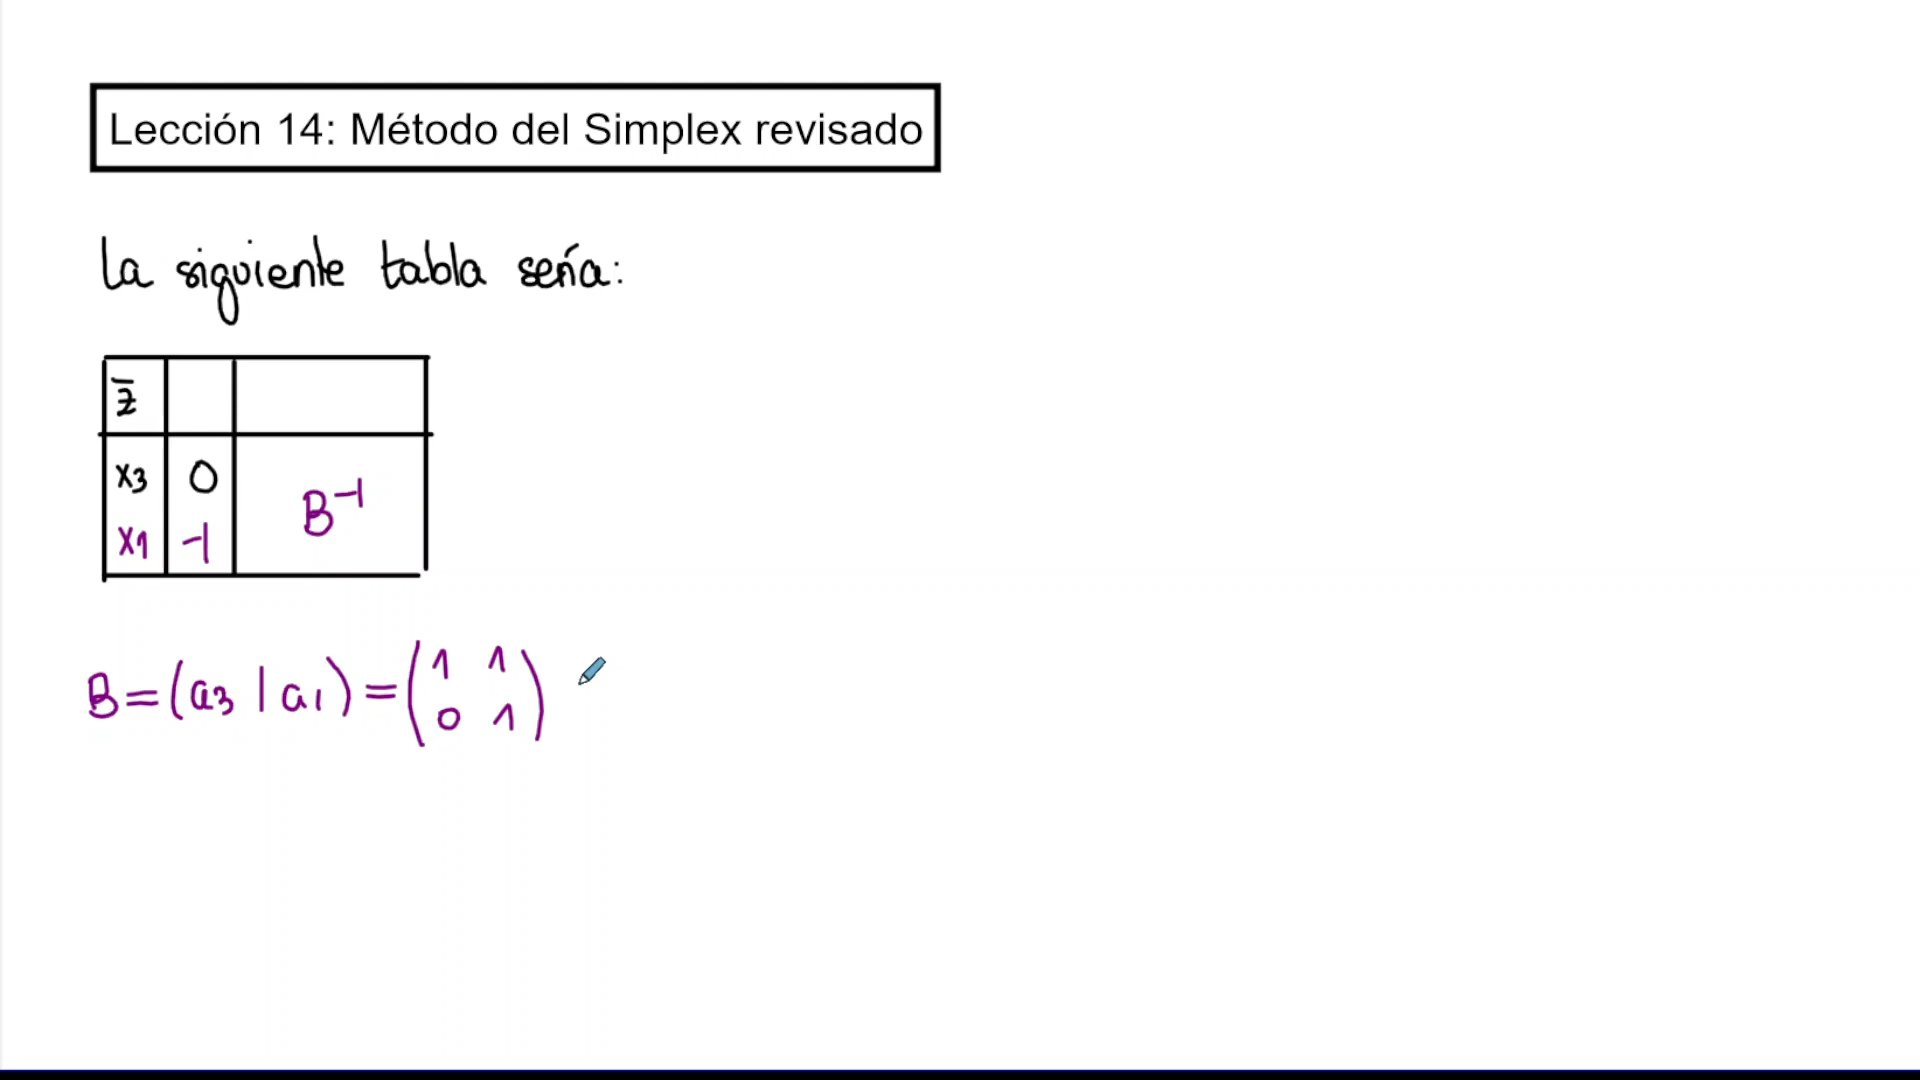 Lección 14: Método del Simplex revisado
La siguiente tabla sería:
z̄
x3 0
B⁻¹
x1 -1
B=(a3 | a1)=(1 1
0 1)